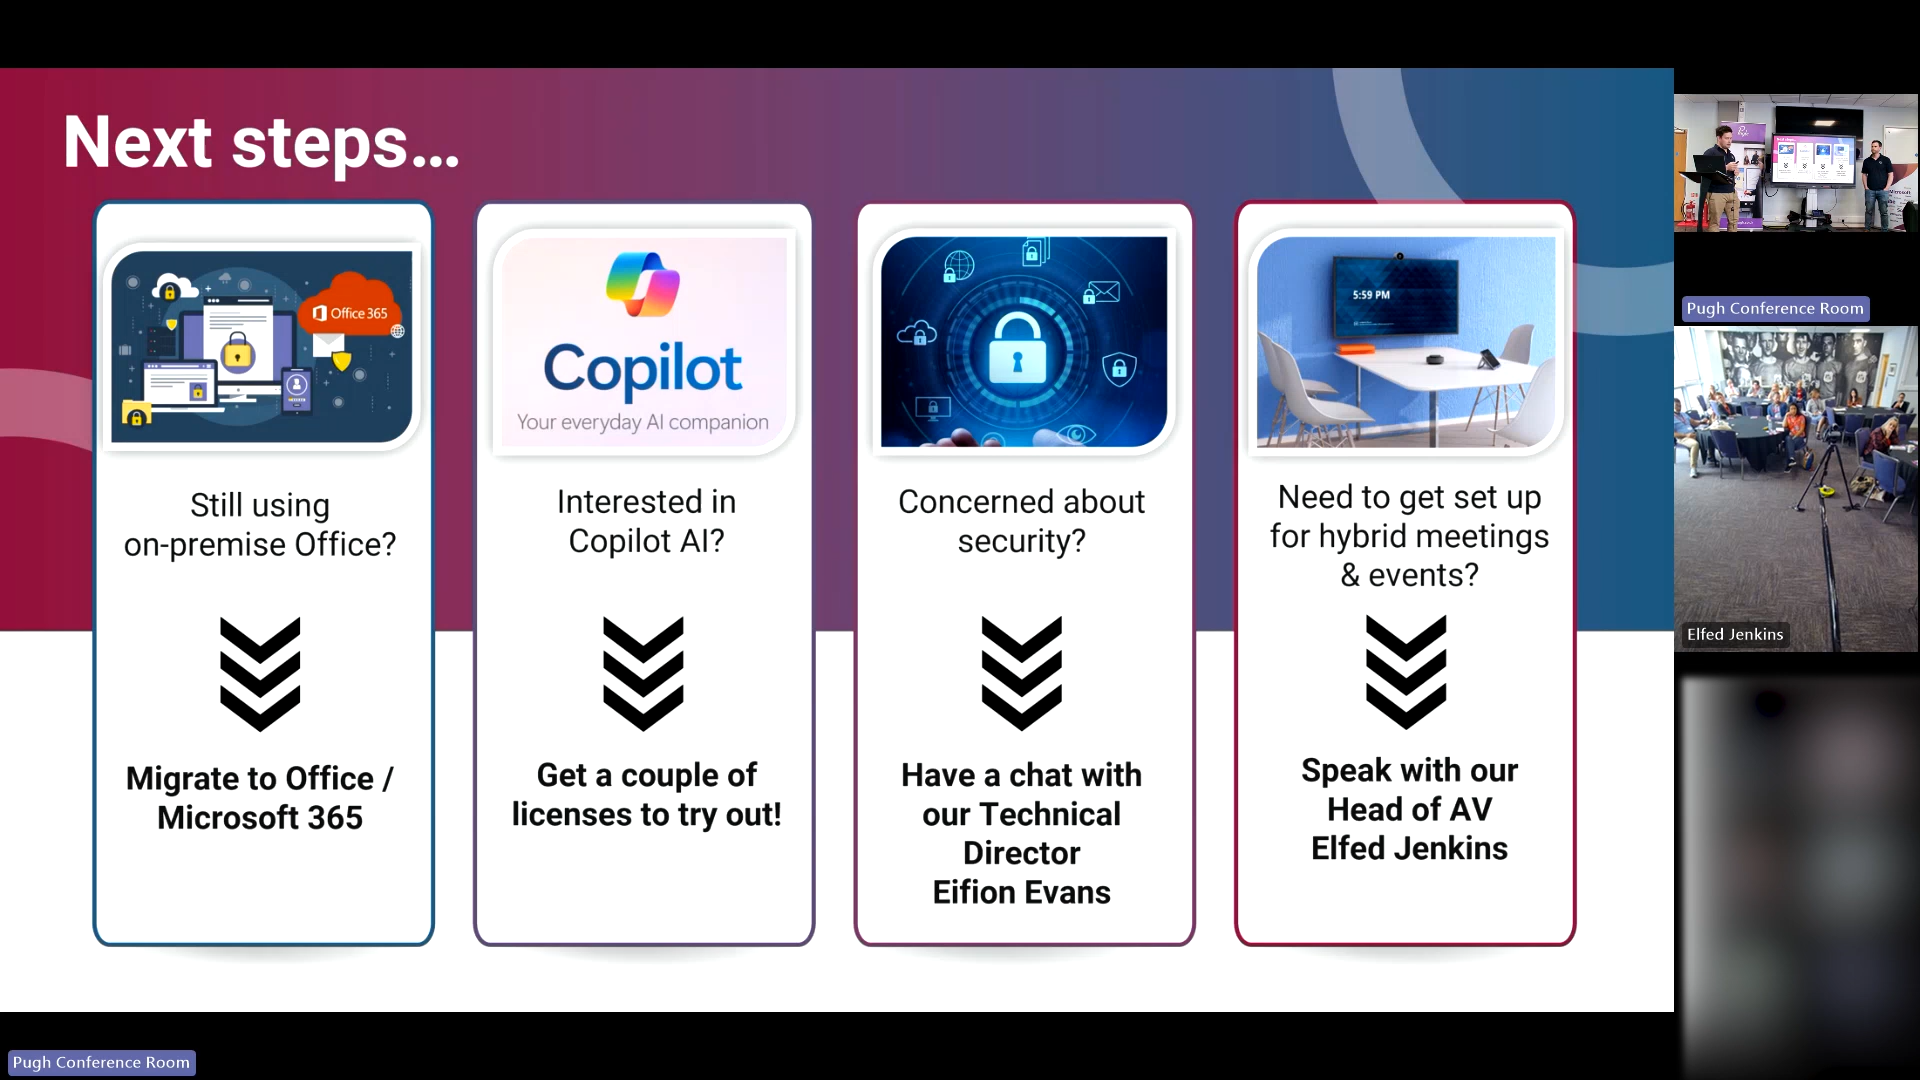 Next steps...
Office 365
Still using
on-premise Office?
Migrate to Office /
Microsoft 365
Copilot
Your everyday AI companion
Interested in
Copilot AI?
Get a couple of
licenses to try out!
Concerned about
security?
Have a chat with
our Technical
Director
Eifion Evans
5:59 PM
Need to get set up
for hybrid meetings
& events?
Speak with our
Head of AV
Elfed Jenkins
Pugh Conference Room
Elfed Jenkins
Pugh Conference Room